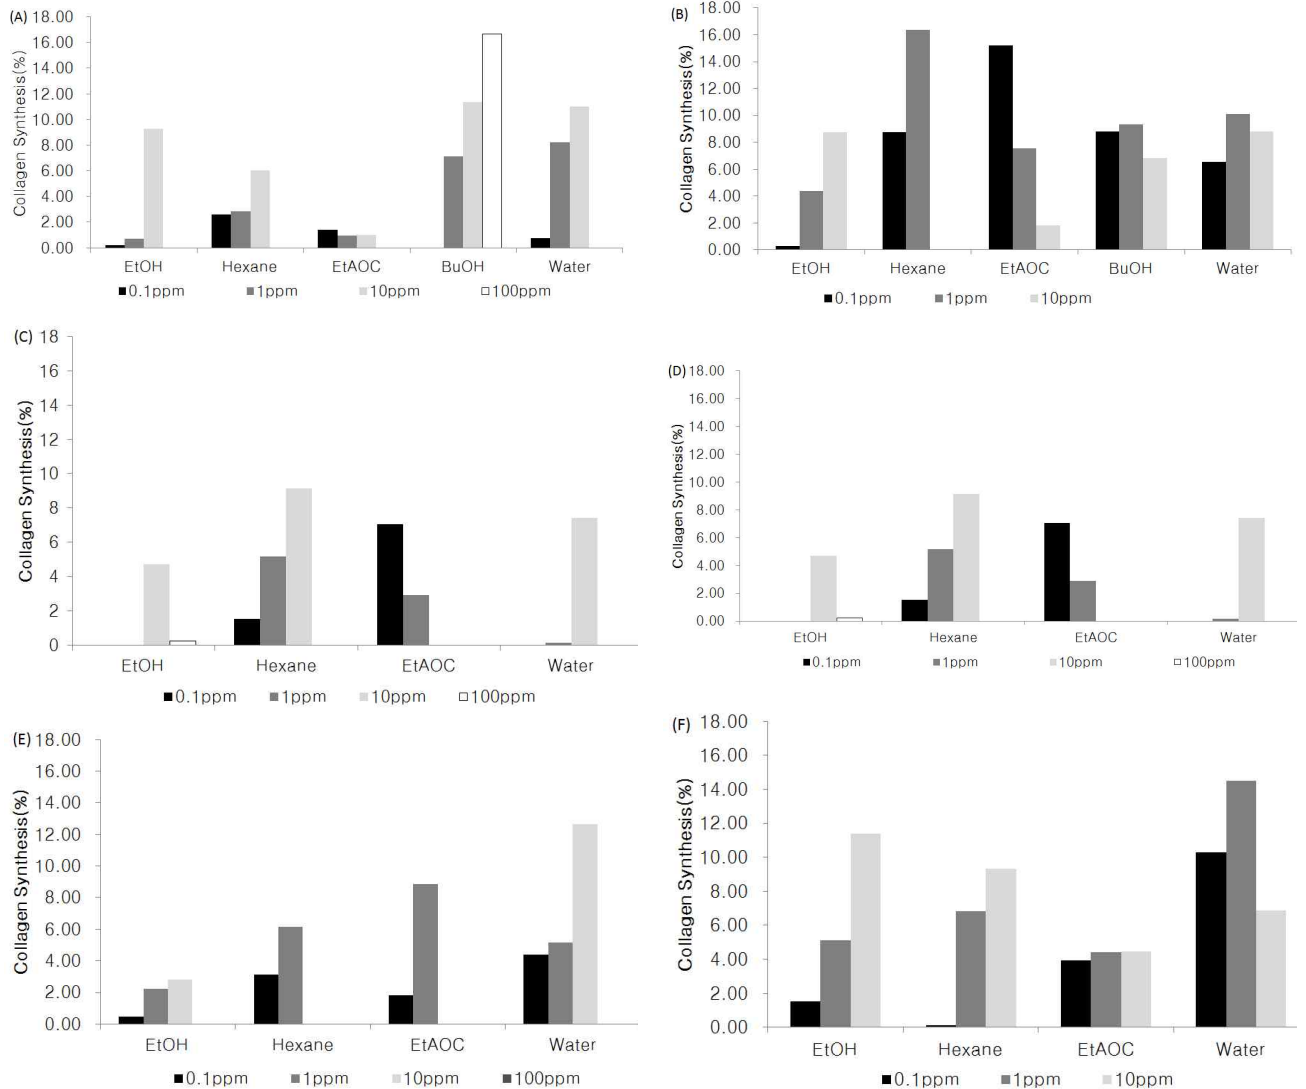 (A)
Collagen Synthesis(%)
18.00
16.00
14.00
12.00
10.00
8.00
6.00
4.00
2.00
0.00
EtOH Hexane EtAOC BuOH Water
0.1ppm 1ppm 10ppm 100ppm
(B)
Collagen Synthesis(%)
18.00
16.00
14.00
12.00
10.00
8.00
6.00
4.00
2.00
0.00
EtOH Hexane EtAOC BuOH Water
0.1ppm 1ppm 10ppm
(C)
Collagen Synthesis(%)
18
16
14
12
10
8
6
4
2
0
EtOH Hexane EtAOC Water
0.1ppm 1ppm 10ppm 100ppm
(D)
Collagen Synthesis(%)
18.00
16.00
14.00
12.00
10.00
8.00
6.00
4.00
2.00
0.00
EtOH Hexane EtAOC Water
0.1ppm 1ppm 10ppm 100ppm
(E)
Collagen Synthesis(%)
18.00
16.00
14.00
12.00
10.00
8.00
6.00
4.00
2.00
0.00
EtOH Hexane EtAOC Water
0.1ppm 1ppm 10ppm 100ppm
(F)
Collagen Synthesis(%)
18.00
16.00
14.00
12.00
10.00
8.00
6.00
4.00
2.00
0.00
EtOH Hexane EtAOC Water
0.1ppm 1ppm 10ppm